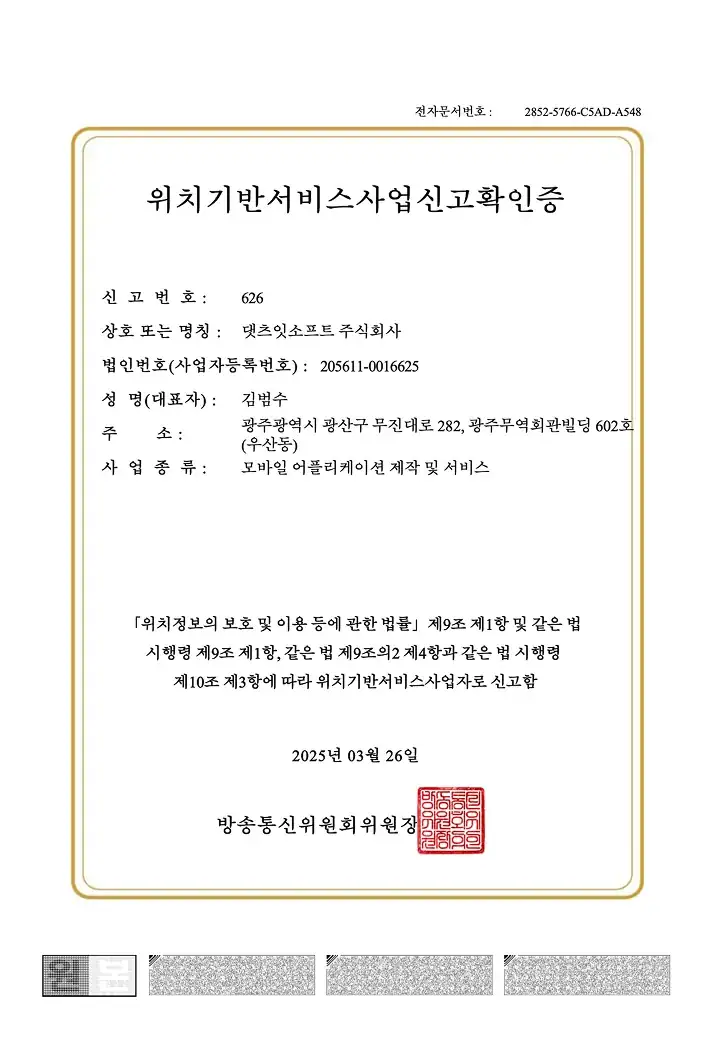 전자문서번호 : 2852-5766-C5AD-A548
위치기반서비스사업신고확인증
신 고 번 호 : 626
상호 또는 명칭 : 댓츠잇소프트 주식회사
법인번호(사업자등록번호) : 205611-0016625
성 명(대표자) : 김범수
주 소 : 광주광역시 광산구 무진대로 282, 광주무역회관빌딩 602호
(우산동)
사 업 종 류 : 모바일 어플리케이션 제작 및 서비스
「위치정보의 보호 및 이용 등에 관한 법률」제9조 제1항 및 같은 법
시행령 제9조 제1항, 같은 법 제9조의2 제4항과 같은 법 시행령
제10조 제3항에 따라 위치기반서비스사업자로 신고함
2025년 03월 26일
방송통신위원회위원장
원본